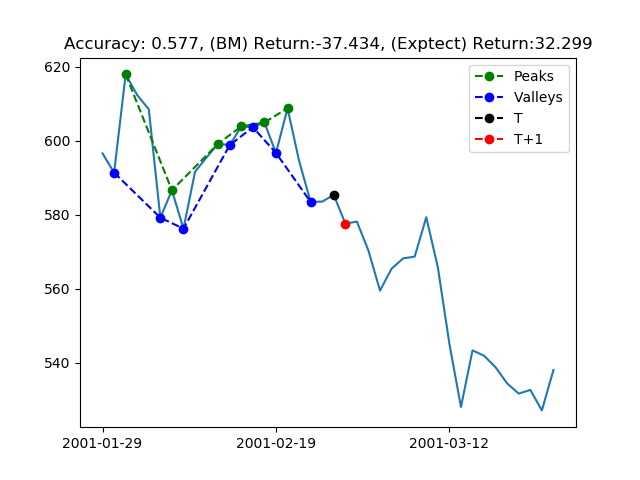 Accuracy: 0.577, (BM) Return:-37.434, (Exptect) Return:32.299
620
600
580
560
540
Peaks
Valleys
T
T+1
2001-01-29
2001-02-19
2001-03-12